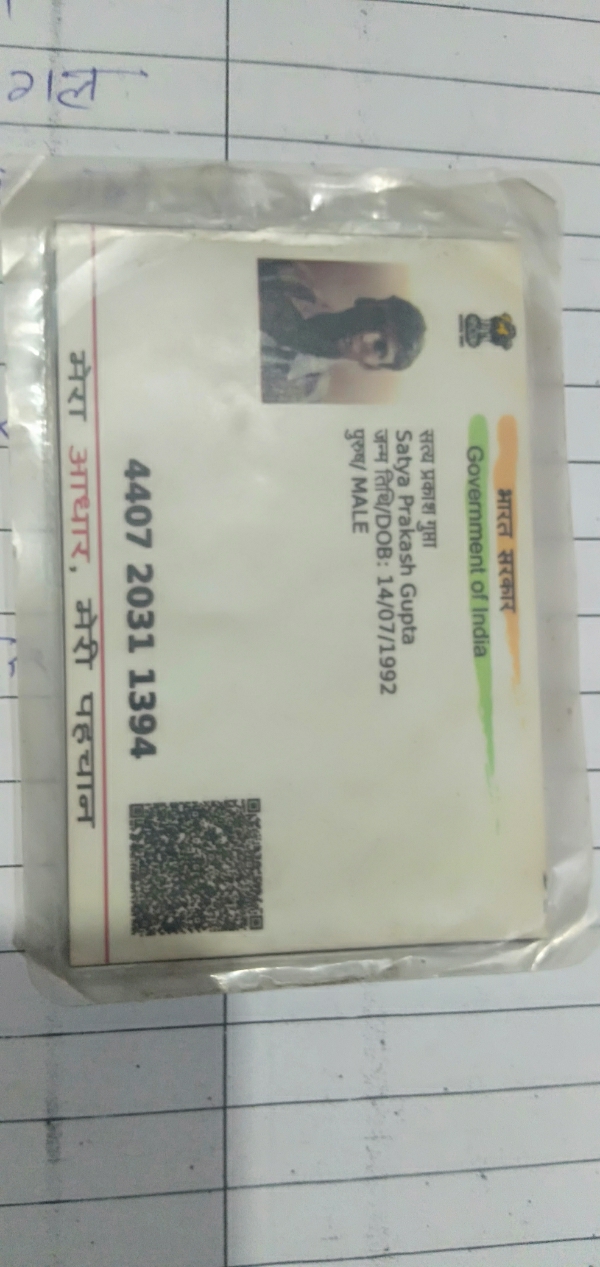 भारत सरकार
Government of India
सत्य प्रकाश गुप्ता
Satya Prakash Gupta
जन्म तिथि/DOB: 14/07/1992
पुरुष/ MALE
4407 2031 1394
मेरा आधार, मेरी पहचान